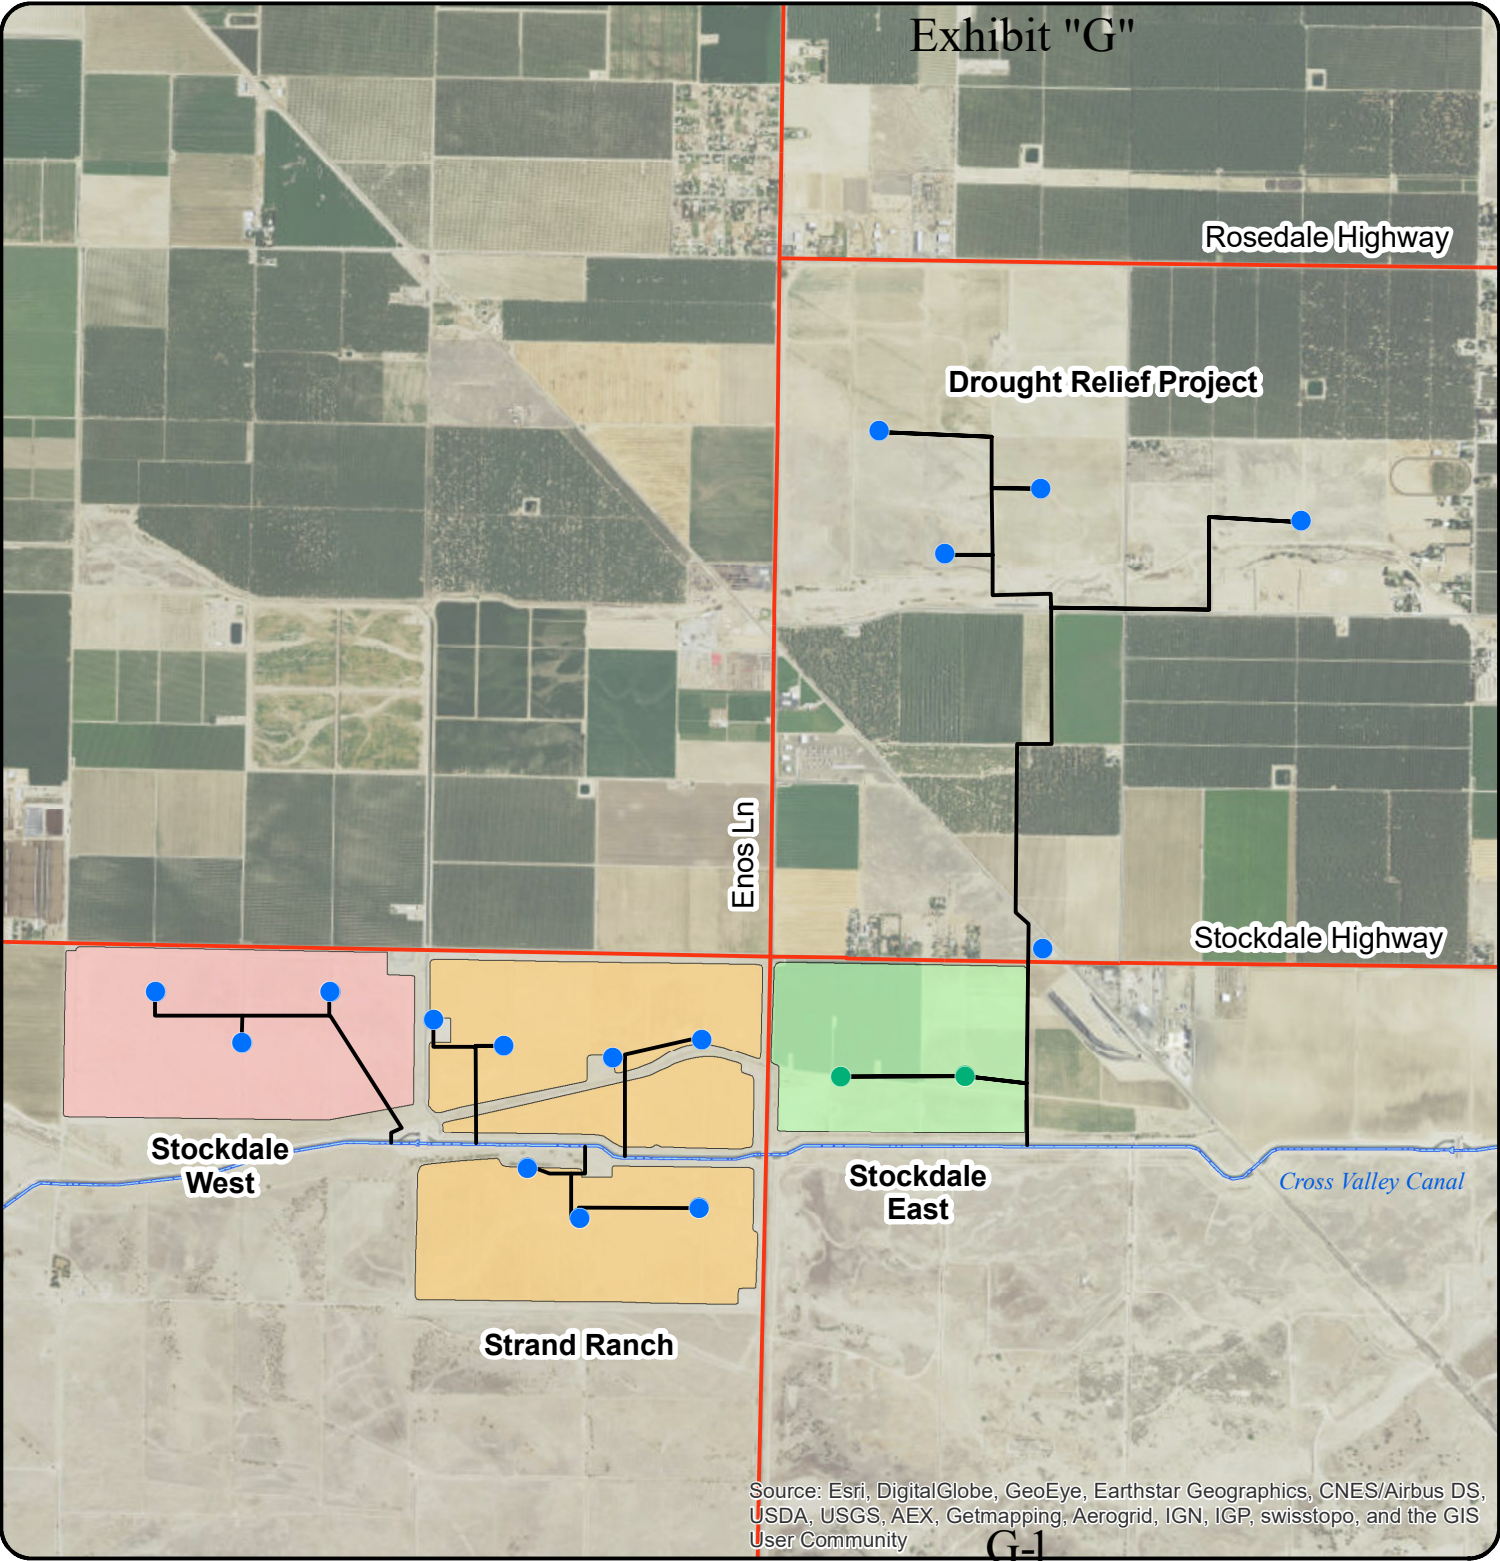 Exhibit "G"
Rosedale Highway
Drought Relief Project
Enos Ln
Stockdale Highway
Stockdale
West
Stockdale
East
Cross Valley Canal
Strand Ranch
Source: Esri, DigitalGlobe, GeoEye, Earthstar Geographics, CNES/Airbus DS,
USDA, USGS, AEX, Getmapping, Aerogrid, IGN, IGP, swisstopo, and the GIS
User Community
G-1